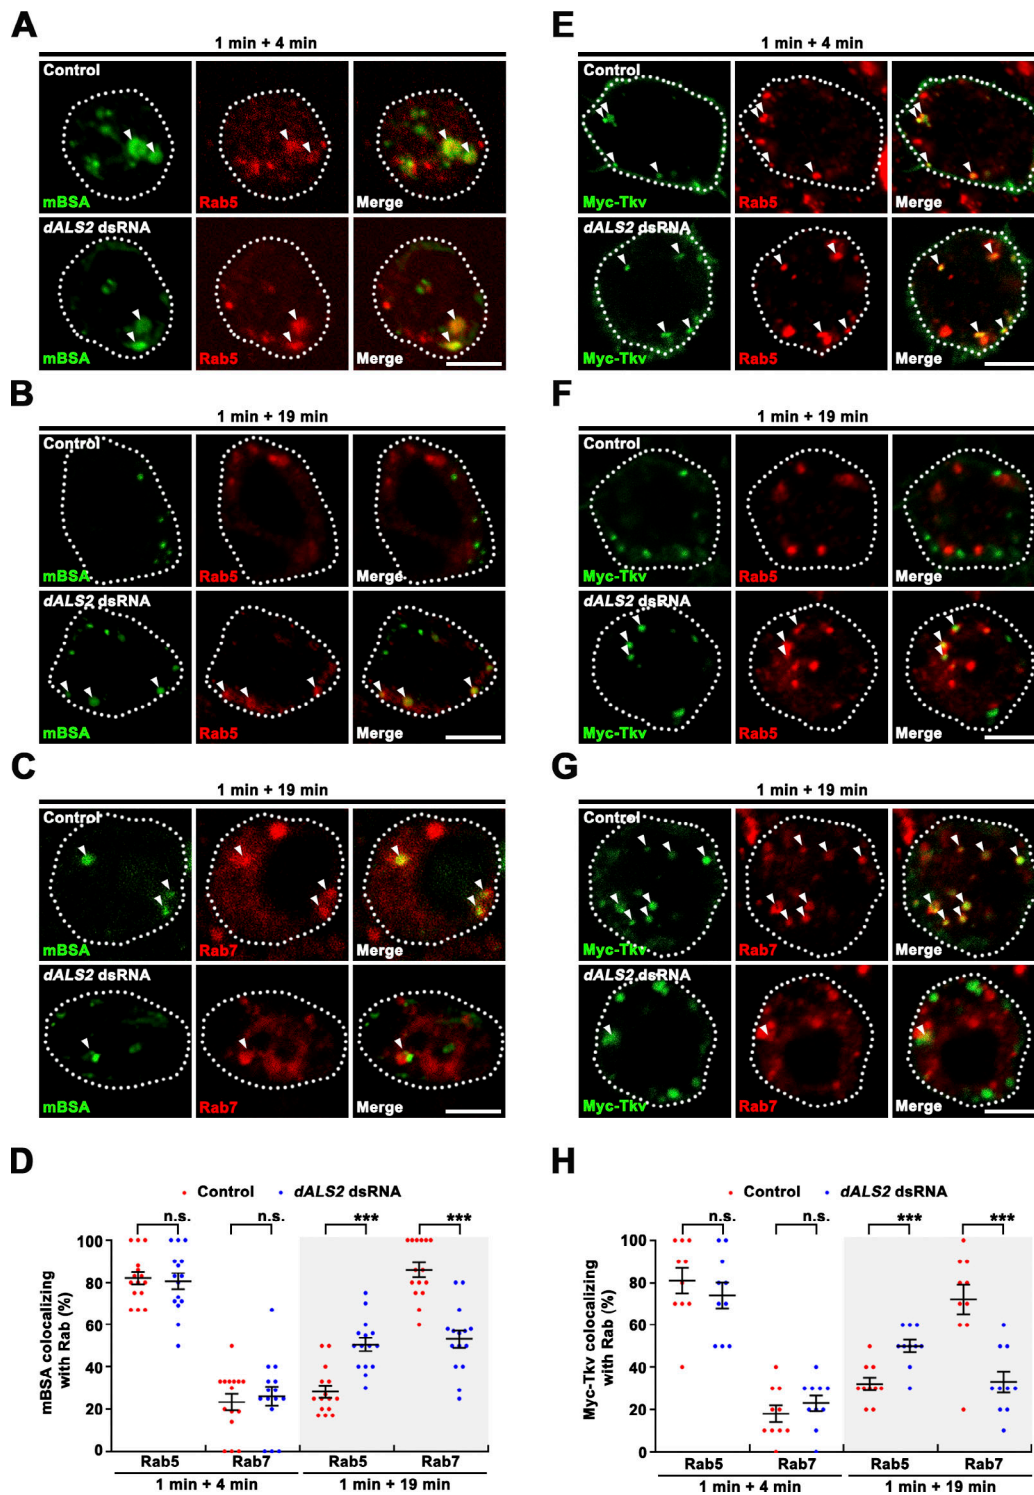 A
1 min + 4 min
Control
mBSA
Rab5
Merge
dALS2 dsRNA
mBSA
Rab5
Merge
B
1 min + 19 min
Control
mBSA
Rab5
Merge
dALS2 dsRNA
mBSA
Rab5
Merge
C
1 min + 19 min
Control
mBSA
Rab7
Merge
dALS2 dsRNA
mBSA
Rab7
Merge
D
Control
dALS2 dsRNA
n.s.
n.s.
***
***
mBSA colocalizing
with Rab (%)
100
80
60
40
20
0
Rab5
Rab7
Rab5
Rab7
1 min + 4 min
1 min + 19 min
E
1 min + 4 min
Control
Myc-Tkv
Rab5
Merge
dALS2 dsRNA
Myc-Tkv
Rab5
Merge
F
1 min + 19 min
Control
Myc-Tkv
Rab5
Merge
dALS2 dsRNA
Myc-Tkv
Rab5
Merge
G
1 min + 19 min
Control
Myc-Tkv
Rab7
Merge
dALS2 dsRNA
Myc-Tkv
Rab7
Merge
H
Control
dALS2 dsRNA
n.s.
n.s.
***
***
Myc-Tkv colocalizing
with Rab (%)
100
80
60
40
20
0
Rab5
Rab7
Rab5
Rab7
1 min + 4 min
1 min + 19 min